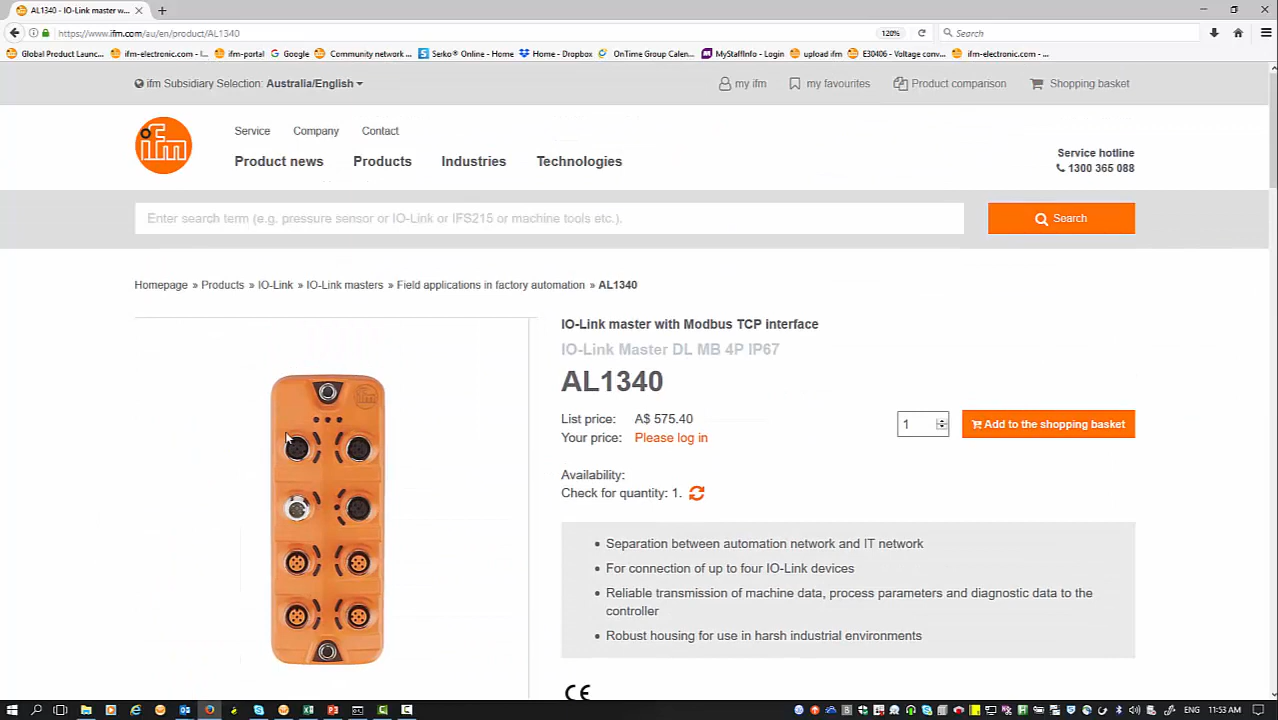 AL1340 - IO-Link master w...
https://www.ifm.com/au/en/product/AL1340
120%
Search
Global Product Launc...
ifm-electronic.com - I...
ifm-portal
Google
Community network ...
Seko® Online - Home
Home - Dropbox
OnTime Group Calen...
MyStaffInfo - Login
upload ifm
E30406 - Voltage conv...
ifm-electronic.com - ...
ifm Subsidiary Selection: Australia/English
my ifm
my favourites
Product comparison
Shopping basket
ifm
Service
Company
Contact
Product news
Products
Industries
Technologies
Service hotline
1300 365 088
Enter search term (e.g. pressure sensor or IO-Link or IFS215 or machine tools etc.).
Search
Homepage » Products » IO-Link » IO-Link masters » Field applications in factory automation » AL1340
IO-Link master with Modbus TCP interface
IO-Link Master DL MB 4P IP67
AL1340
List price: A$ 575.40
Your price: Please log in
1
Add to the shopping basket
Availability:
Check for quantity: 1.
• Separation between automation network and IT network
• For connection of up to four IO-Link devices
• Reliable transmission of machine data, process parameters and diagnostic data to the
controller
• Robust housing for use in harsh industrial environments
CE
ENG
11:53 AM